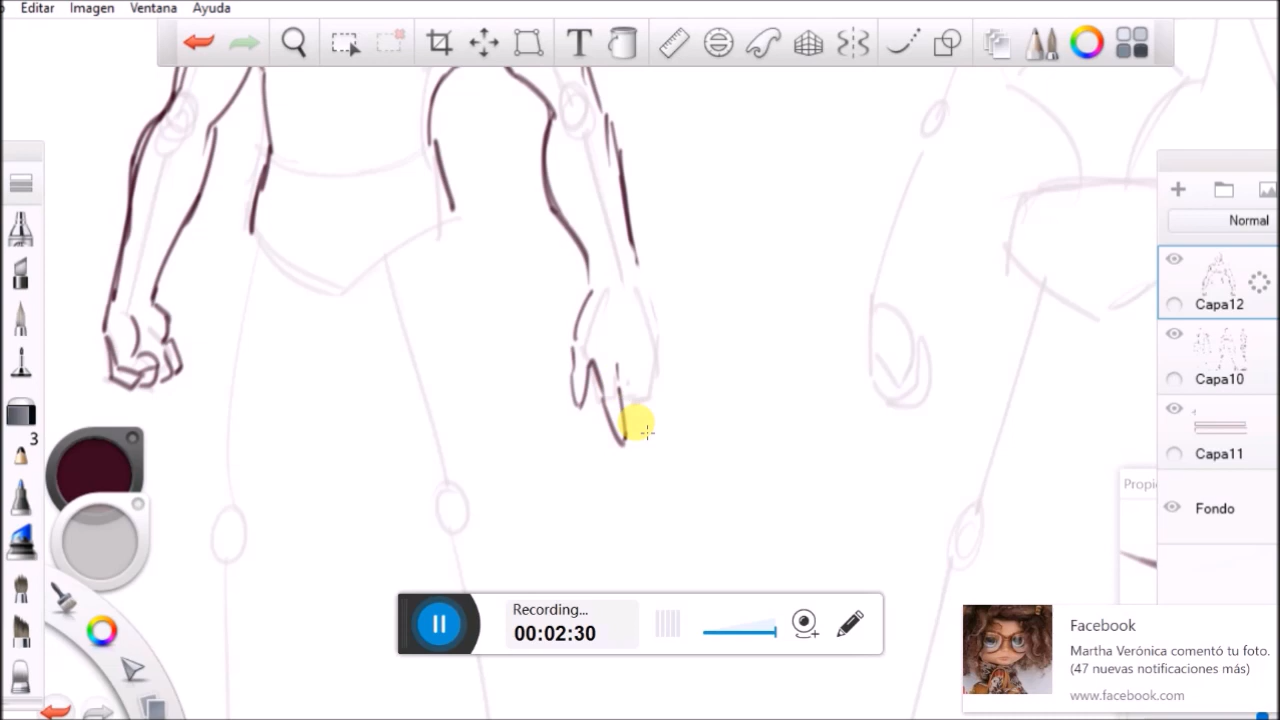 Editar Imagen Ventana Ayuda
T
Normal
Capa12
Capa10
Capa11
3
Fondo
Recording...
00:02:30
Facebook
Martha Verónica comentó tu foto.
(47 nuevas notificaciones más)
www.facebook.com